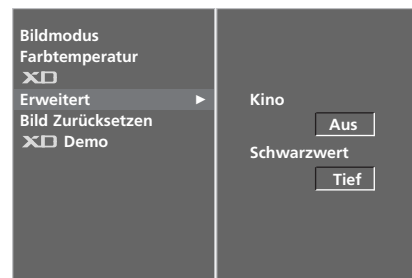 Bildmodus
Farbtemperatur
XD
Erweitert ►
Bild Zurücksetzen
XD Demo
Kino
Aus
Schwarzwert
Tief